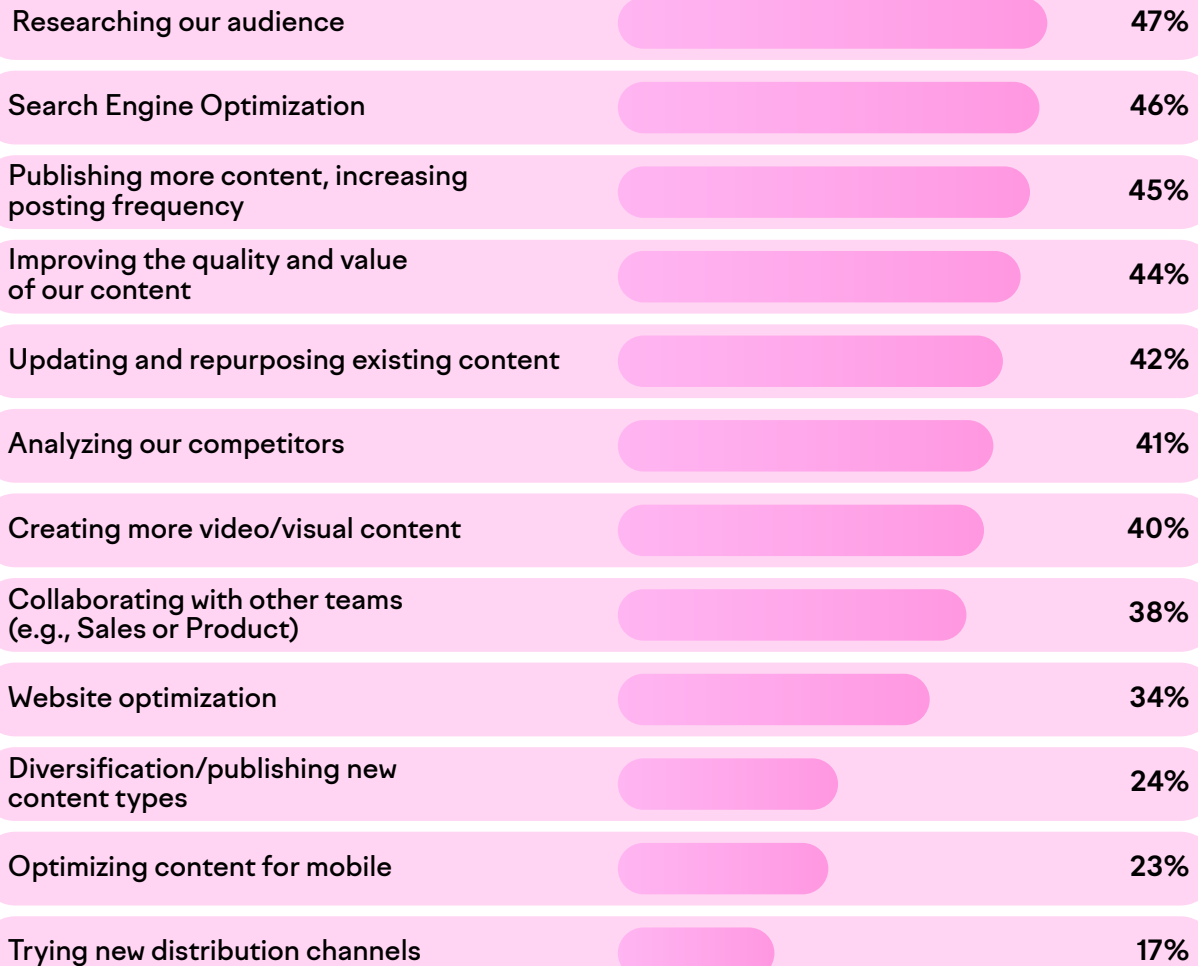 Researching our audience 47%
Search Engine Optimization 46%
Publishing more content, increasing
posting frequency 45%
Improving the quality and value
of our content 44%
Updating and repurposing existing content 42%
Analyzing our competitors 41%
Creating more video/visual content 40%
Collaborating with other teams
(e.g., Sales or Product) 38%
Website optimization 34%
Diversification/publishing new
content types 24%
Optimizing content for mobile 23%
Trying new distribution channels 17%